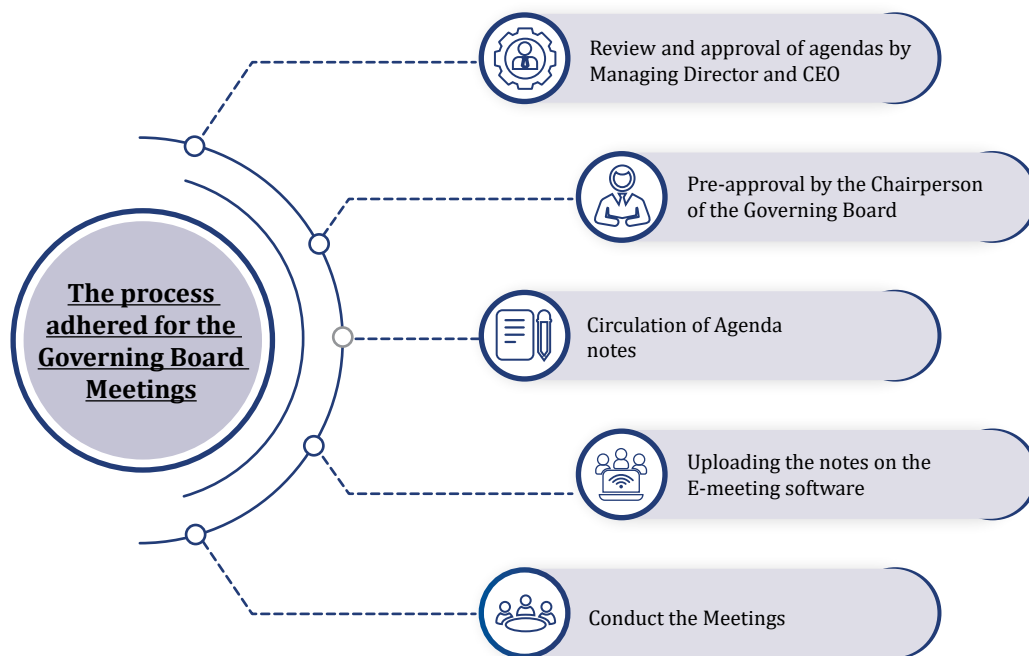 The process
adhered for the
Governing Board
Meetings
Review and approval of agendas by
Managing Director and CEO
Pre-approval by the Chairperson
of the Governing Board
Circulation of Agenda
notes
Uploading the notes on the
E-meeting software
Conduct the Meetings